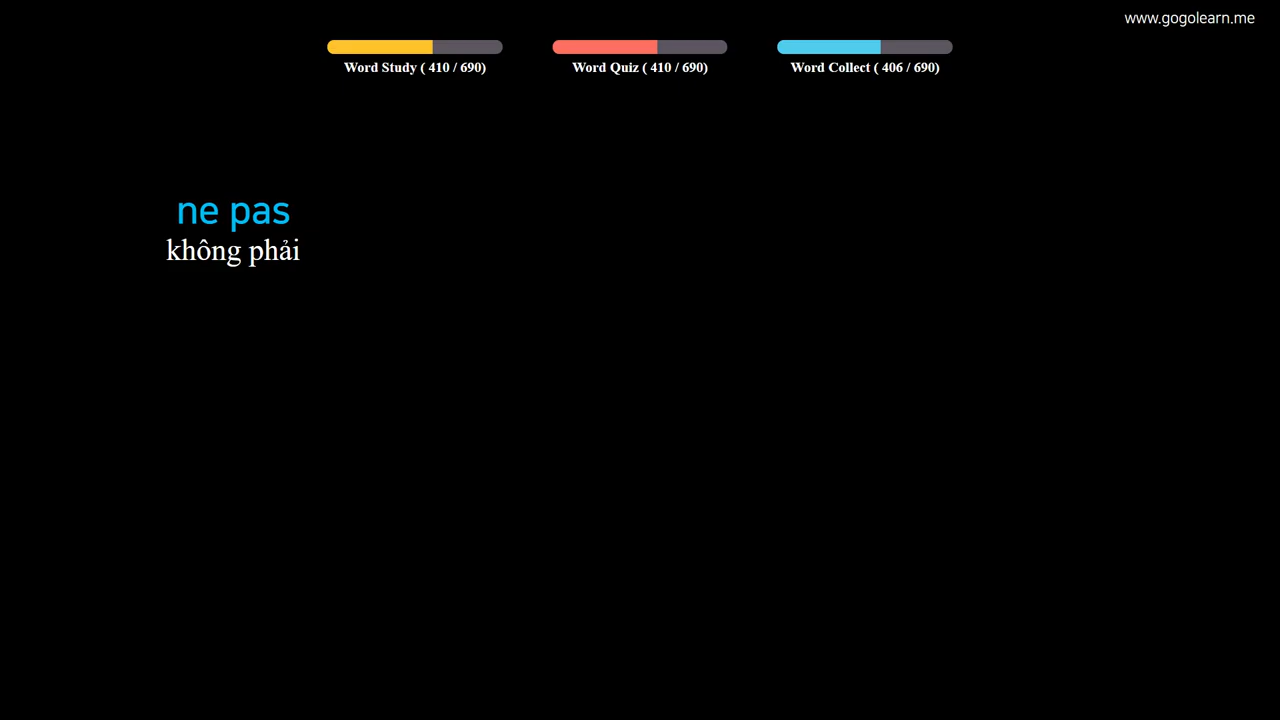 www.gogolearn.me
Word Study ( 410 / 690)
Word Quiz ( 410 / 690)
Word Collect ( 406 / 690)
ne pas
không phải